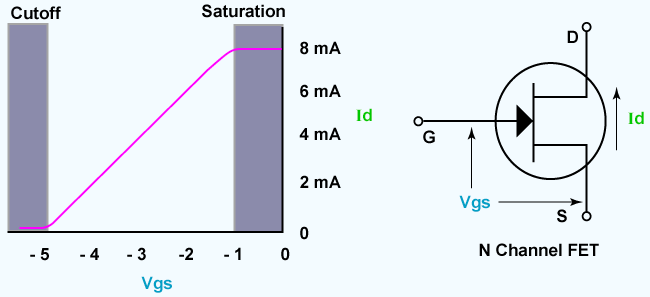 Cutoff
Saturation
8 mA
6 mA
4 mA
2 mA
0
Id
- 5
- 4
- 3
-2
- 1
0
Vgs
D
G
S
Id
Vgs
N Channel FET